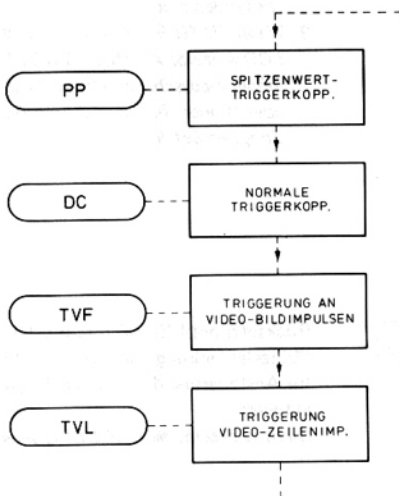 PP
SPITZENWERT-
TRIGGERKOPP.
DC
NORMALE
TRIGGERKOPP.
TVF
TRIGGERUNG AN
VIDEO-BILDIMPULSEN
TVL
TRIGGERUNG
VIDEO-ZEILENIMP.